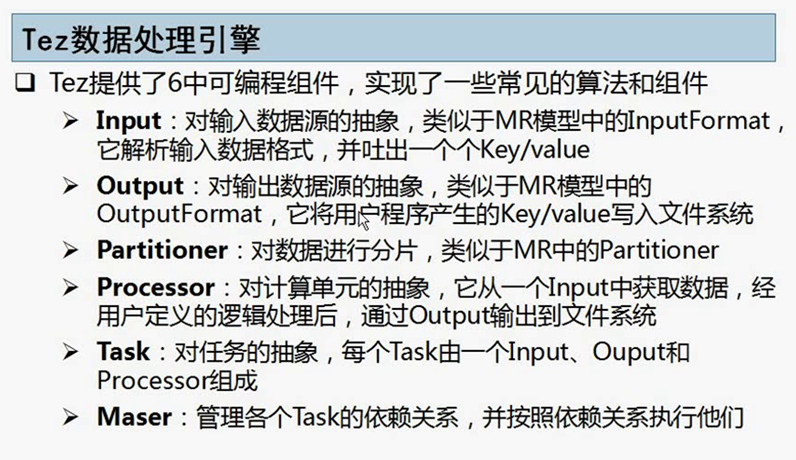 Tez数据处理引擎
Tez提供了6中可编程组件，实现了一些常见的算法和组件
Input：对输入数据源的抽象，类似于MR模型中的InputFormat，
它解析输入数据格式，并吐出一个个Key/value
Output：对输出数据源的抽象，类似于MR模型中的
OutputFormat，它将用户程序产生的Key/value写入文件系统
Partitioner：对数据进行分片，类似于MR中的Partitioner
Processor：对计算单元的抽象，它从一个Input中获取数据，经
用户定义的逻辑处理后，通过Output输出到文件系统
Task：对任务的抽象，每个Task由一个Input、Ouput和
Processor组成
Maser：管理各个Task的依赖关系，并按照依赖关系执行他们